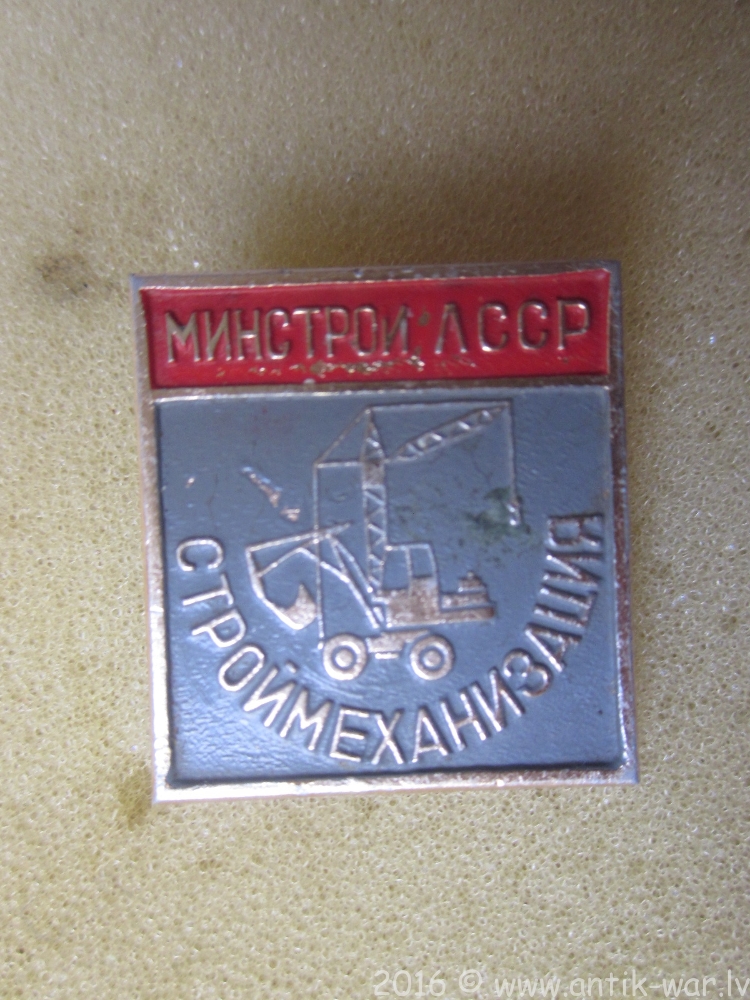 МИНСТРОЙ ЛССР
СТРОЙМЕХАНИЗАЦИЯ
2016 © www.antik-war.lv